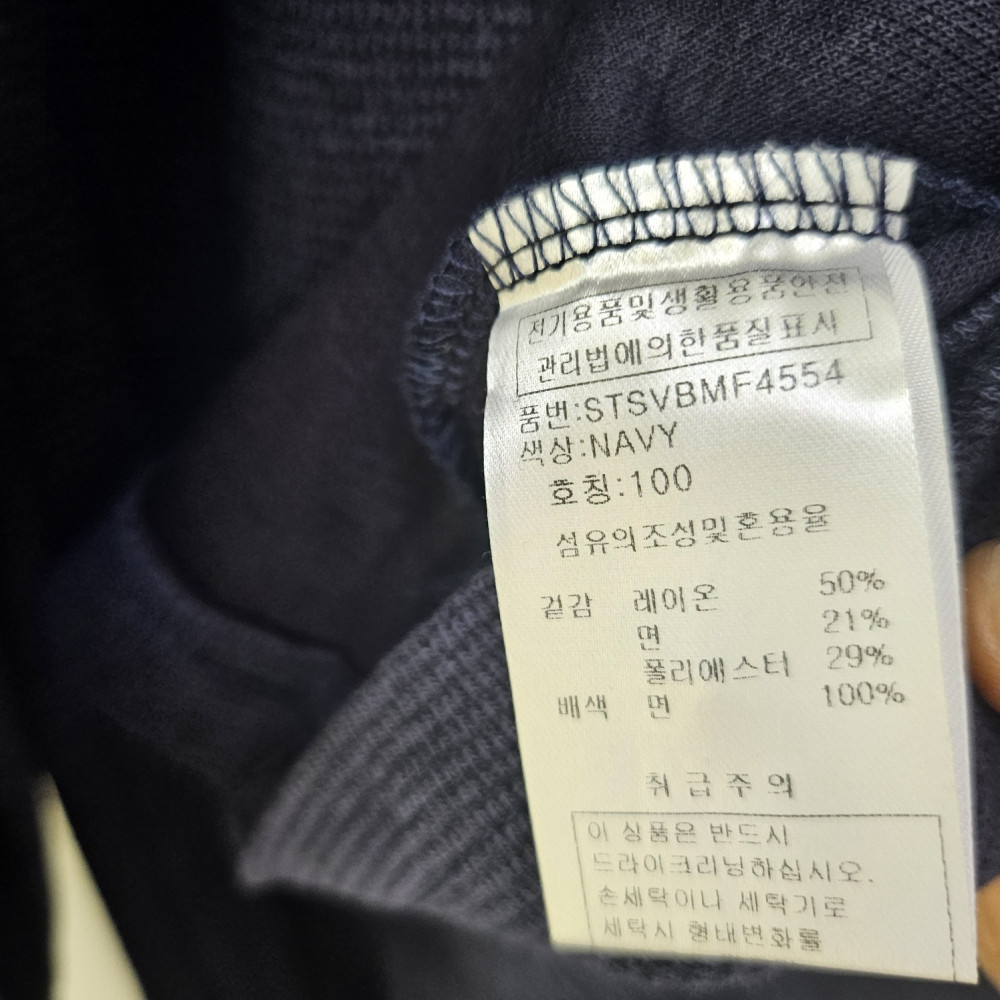 전기용품및생활용품안전
관리법에의한품질표시
품번:STSVBMF4554
색상:NAVY
호칭:100
섬유의조성및혼용율
겉감 레이온 50%
면 21%
폴리에스터 29%
배색 면 100%
취급주의
이 상품은 반드시
드라이크리닝하십시오.
손세탁이나 세탁기로
세탁시 형태변화를